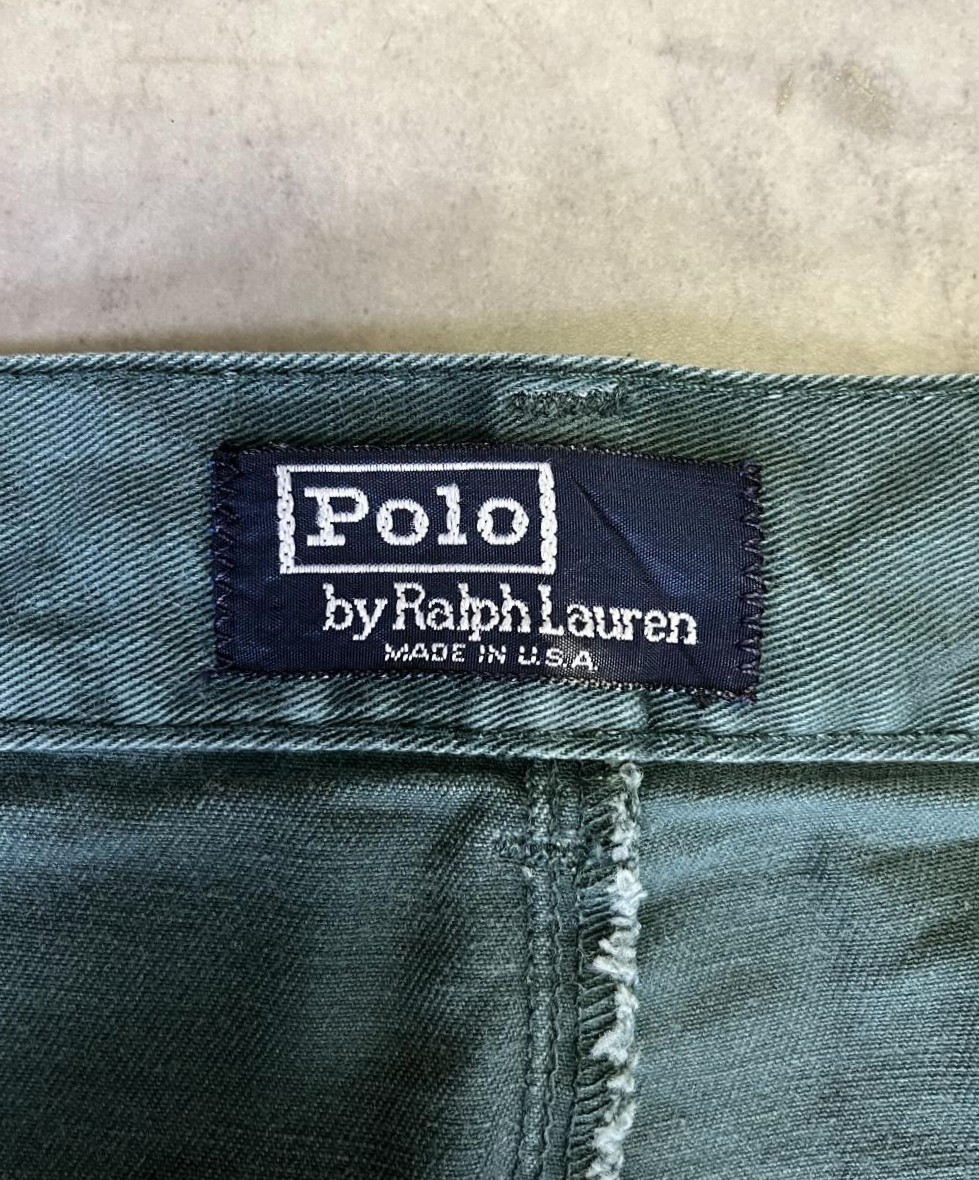 Polo
by Ralph Lauren
MADE IN U.S.A.